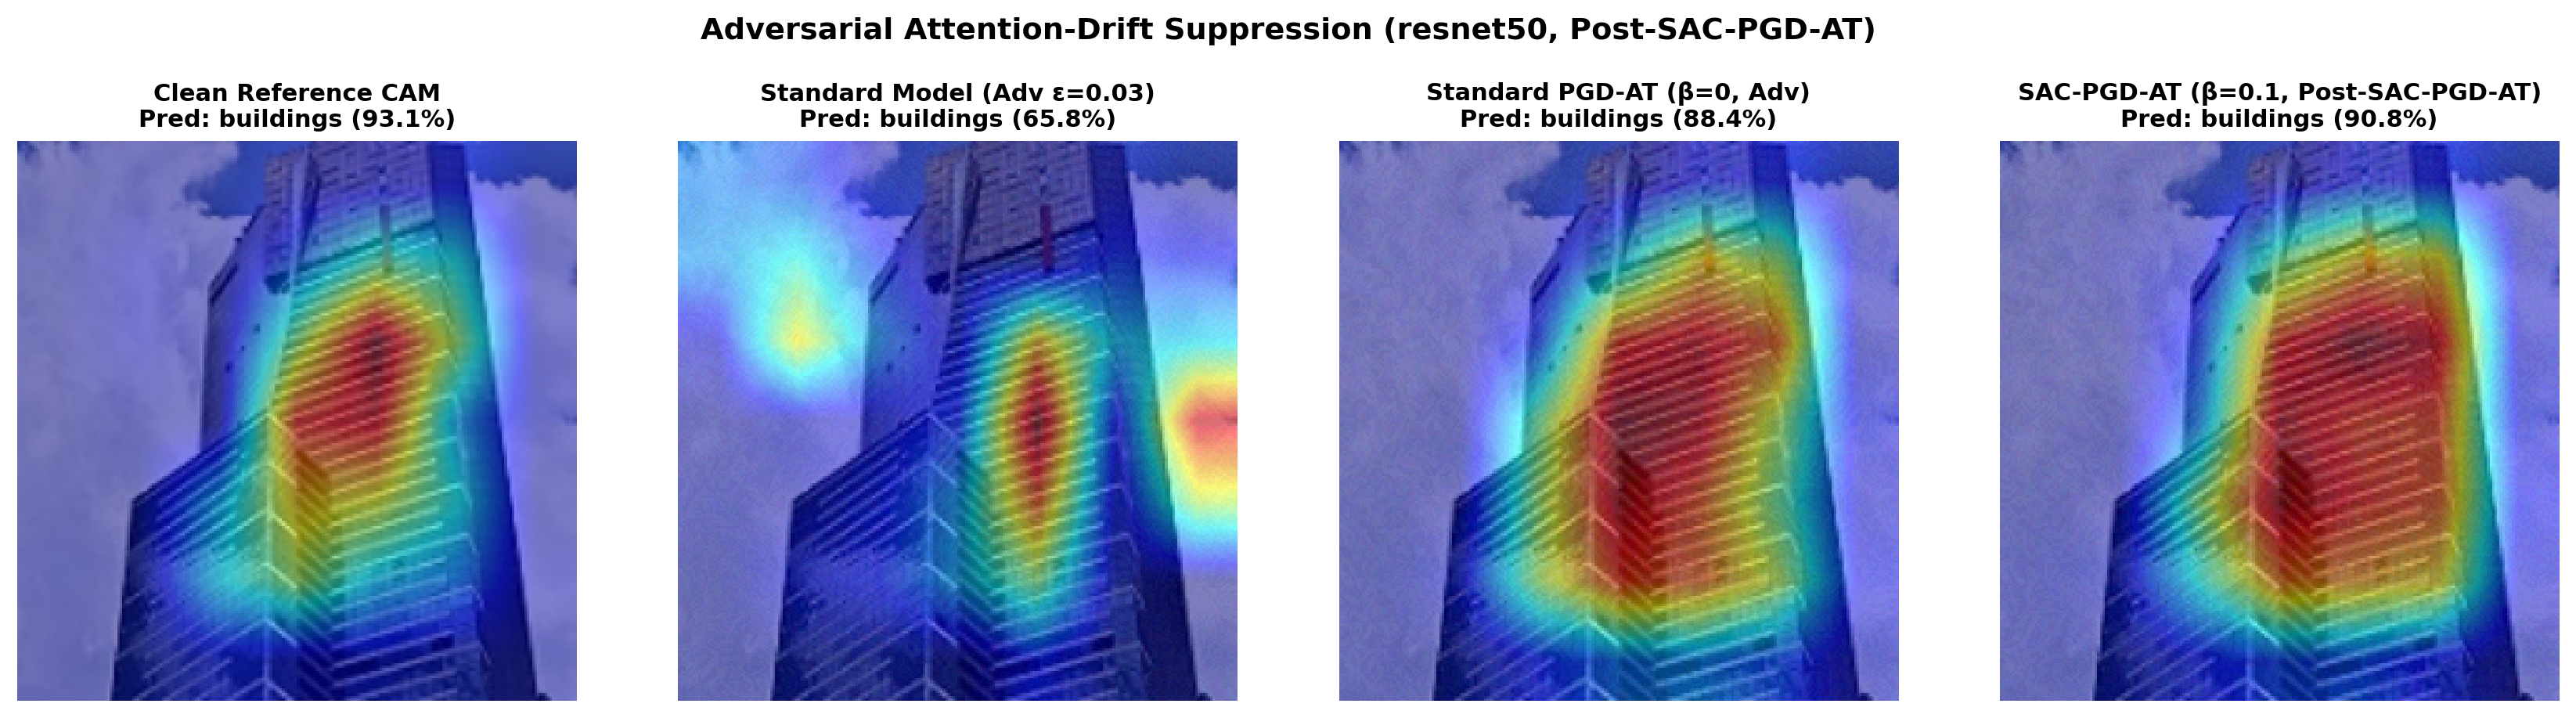 Adversarial Attention-Drift Suppression (resnet50, Post-SAC-PGD-AT)
Clean Reference CAM
Pred: buildings (93.1%)
Standard Model (Adv ε=0.03)
Pred: buildings (65.8%)
Standard PGD-AT (β=0, Adv)
Pred: buildings (88.4%)
SAC-PGD-AT (β=0.1, Post-SAC-PGD-AT)
Pred: buildings (90.8%)